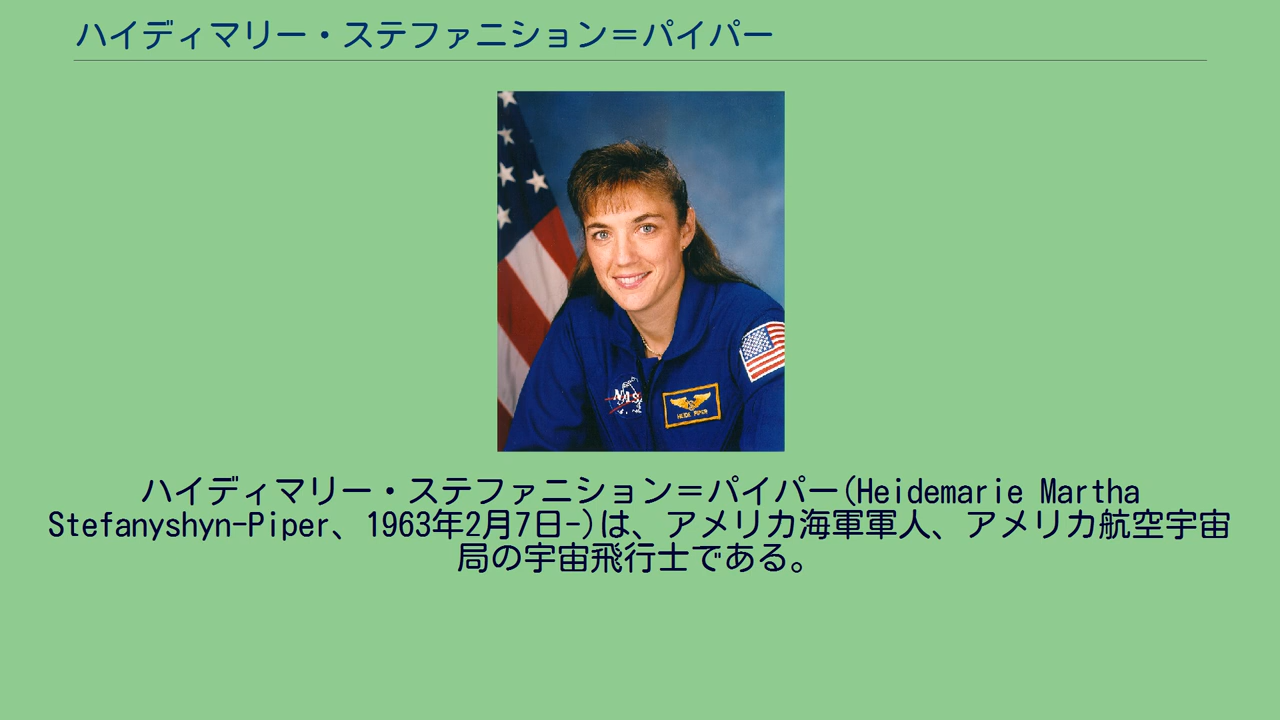 ハイディマリー・ステファニション＝パイパー
NASA
HEIDI PIPER
ハイディマリー・ステファニション＝パイパー(Heidemarie Martha
Stefanyshyn-Piper、1963年2月7日-)は、アメリカ海軍軍人、アメリカ航空宇宙
局の宇宙飛行士である。